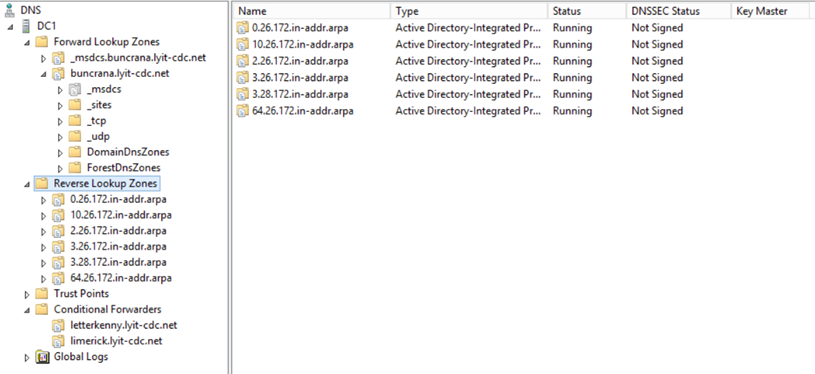 DNS
DC1
Forward Lookup Zones
_msdcs.buncrana.lyit-cdc.net
buncrana.lyit-cdc.net
_msdcs
_sites
_tcp
_udp
DomainDnsZones
ForestDnsZones
Reverse Lookup Zones
0.26.172.in-addr.arpa
10.26.172.in-addr.arpa
2.26.172.in-addr.arpa
3.26.172.in-addr.arpa
3.28.172.in-addr.arpa
64.26.172.in-addr.arpa
Trust Points
Conditional Forwarders
letterkenny.lyit-cdc.net
limerick.lyit-cdc.net
Global Logs
Name Type Status DNSSEC Status Key Master
0.26.172.in-addr.arpa Active Directory-Integrated Pr... Running Not Signed
10.26.172.in-addr.arpa Active Directory-Integrated Pr... Running Not Signed
2.26.172.in-addr.arpa Active Directory-Integrated Pr... Running Not Signed
3.26.172.in-addr.arpa Active Directory-Integrated Pr... Running Not Signed
3.28.172.in-addr.arpa Active Directory-Integrated Pr... Running Not Signed
64.26.172.in-addr.arpa Active Directory-Integrated Pr... Running Not Signed